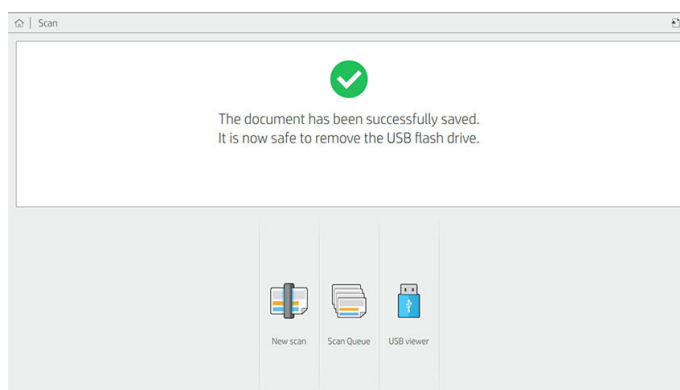 Scan
The document has been successfully saved.
It is now safe to remove the USB flash drive.
New scan
Scan Queue
USB viewer